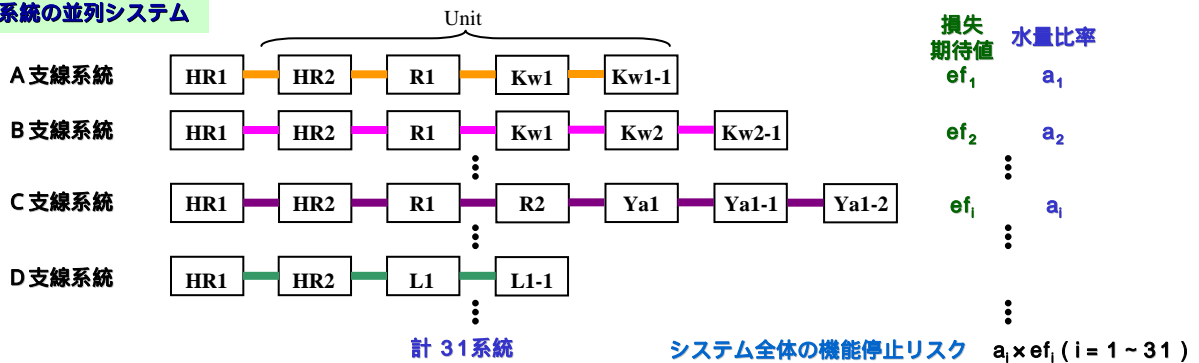 系統の並列システム
Unit
損失
期待値
水量比率
A支線系統 HR1 HR2 R1 Kw1 Kw1-1 ef1 a1
B支線系統 HR1 HR2 R1 Kw1 Kw2 Kw2-1 ef2 a2
C支線系統 HR1 HR2 R1 R2 Ya1 Ya1-1 Ya1-2 efi ai
D支線系統 HR1 HR2 L1 L1-1
計 31系統
システム全体の機能停止リスク ai×efi ( i = 1 ~ 31 )